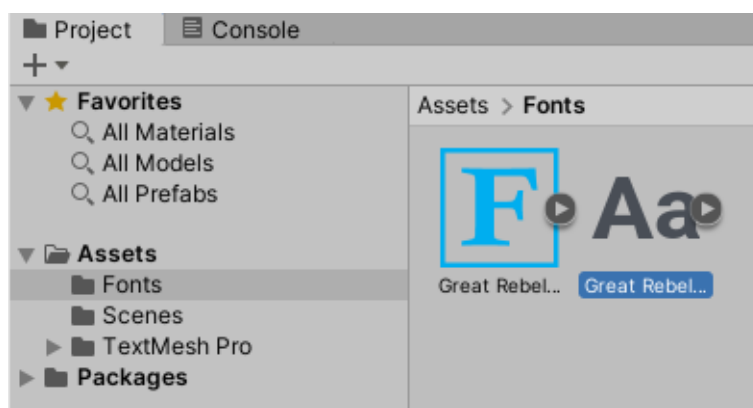 Project Console
Favorites
All Materials
All Models
All Prefabs
Assets
Fonts
Scenes
TextMesh Pro
Packages
Assets > Fonts
F Aa
Great Rebel... Great Rebel...